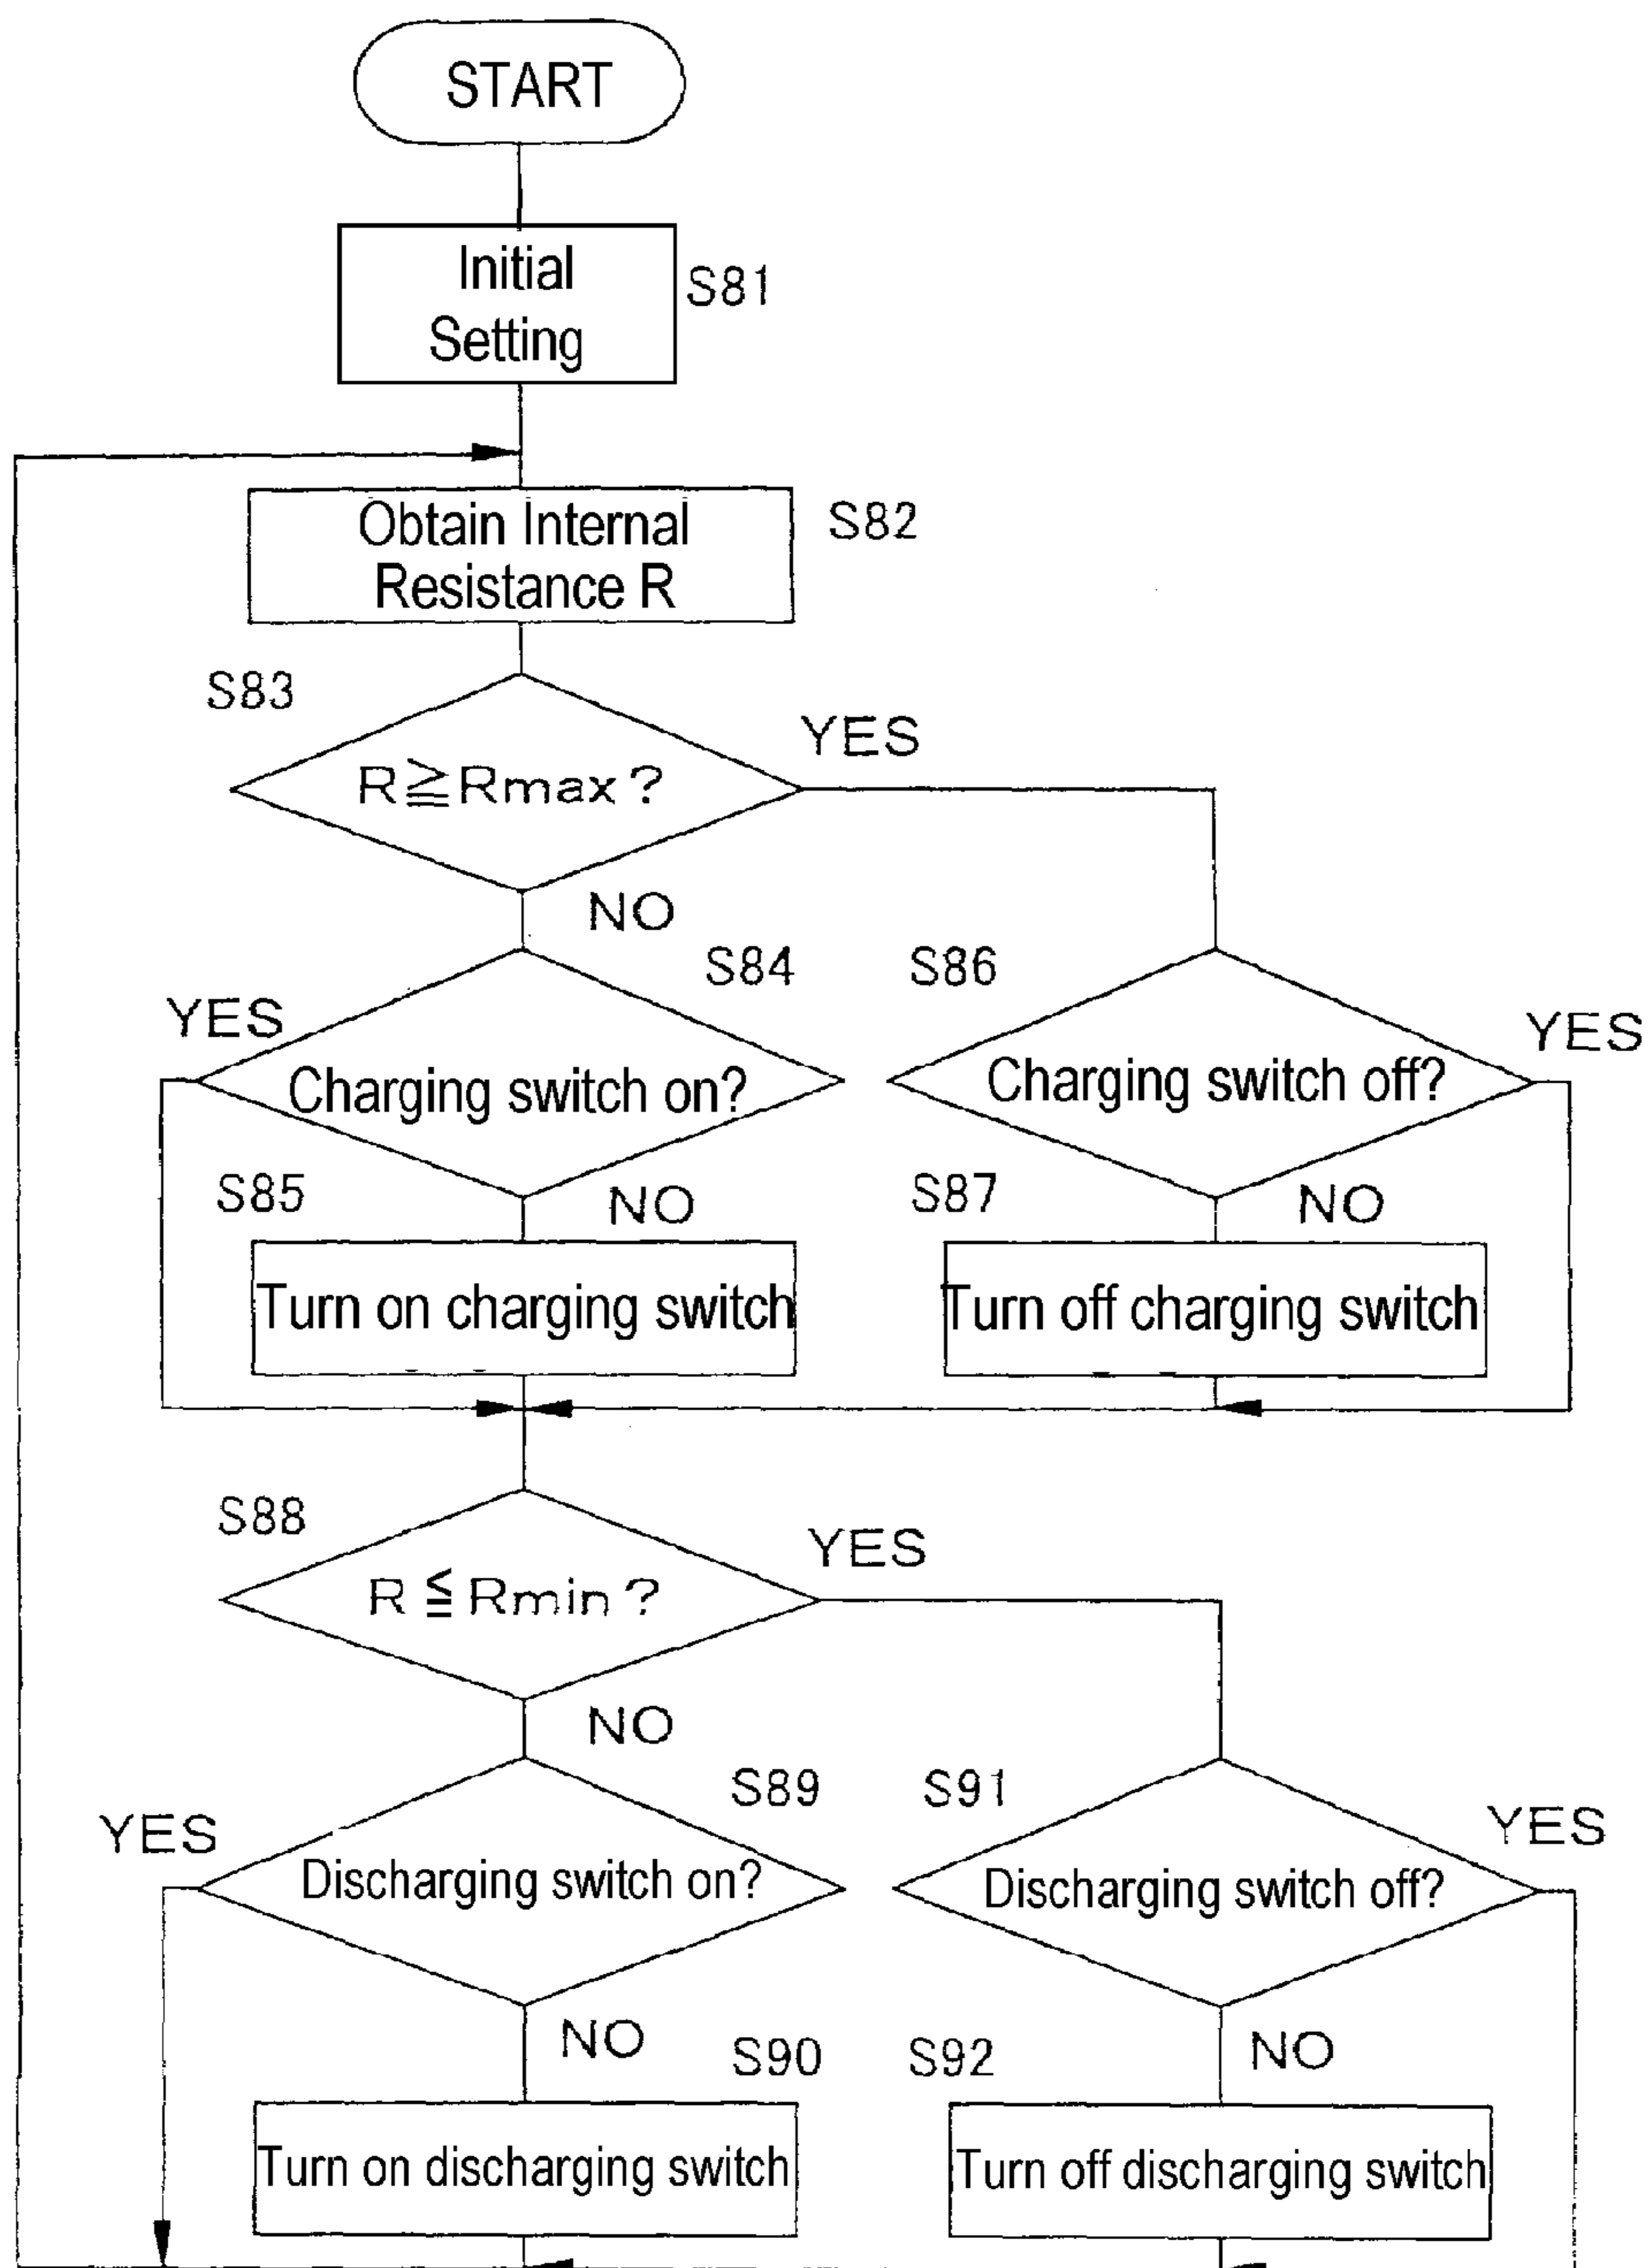 START
Initial
Setting
S81
Obtain Internal
Resistance R
S82
S83
R≧Rmax?
YES
NO
S84
S86
YES
Charging switch on?
Charging switch off?
YES
S85
NO
S87
NO
Turn on charging switch
Turn off charging switch
S88
R≦Rmin?
YES
NO
S89
S91
YES
Discharging switch on?
Discharging switch off?
YES
NO
S90
S92
NO
Turn on discharging switch
Turn off discharging switch